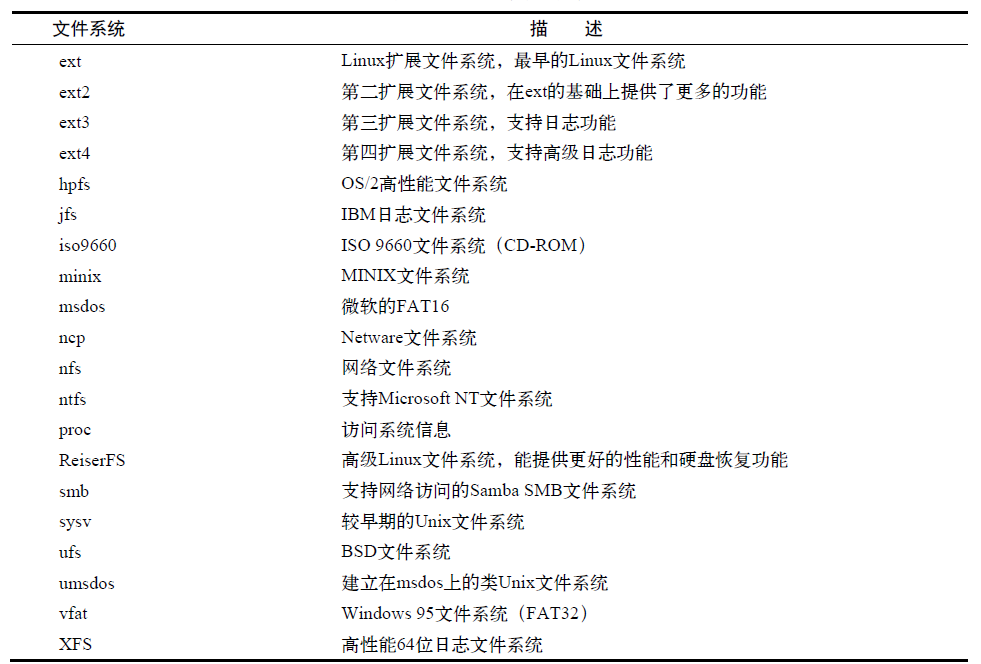 文件系统 描 述
ext Linux扩展文件系统，最早的Linux文件系统
ext2 第二扩展文件系统，在ext的基础上提供了更多的功能
ext3 第三扩展文件系统，支持日志功能
ext4 第四扩展文件系统，支持高级日志功能
hpfs OS/2高性能文件系统
jfs IBM日志文件系统
iso9660 ISO 9660文件系统（CD-ROM）
minix MINIX文件系统
msdos 微软的FAT16
ncp Netware文件系统
nfs 网络文件系统
ntfs 支持Microsoft NT文件系统
proc 访问系统信息
ReiserFS 高级Linux文件系统，能提供更好的性能和硬盘恢复功能
smb 支持网络访问的Samba SMB文件系统
sysv 较早期的Unix文件系统
ufs BSD文件系统
umsdos 建立在msdos上的类Unix文件系统
vfat Windows 95文件系统（FAT32）
XFS 高性能64位日志文件系统